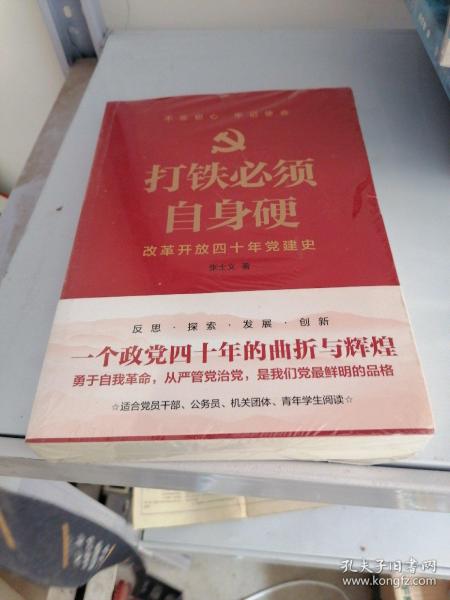 不忘初心 牢记使命
打铁必须
自身硬
改革开放四十年党建史
张士义 著
反思·探索·发展·创新
一个政党四十年的曲折与辉煌
勇于自我革命，从严管党治党，是我们党最鲜明的品格
☆适合党员干部、公务员、机关团体、青年学生阅读☆
孔夫子旧书网
www.kongfz.com